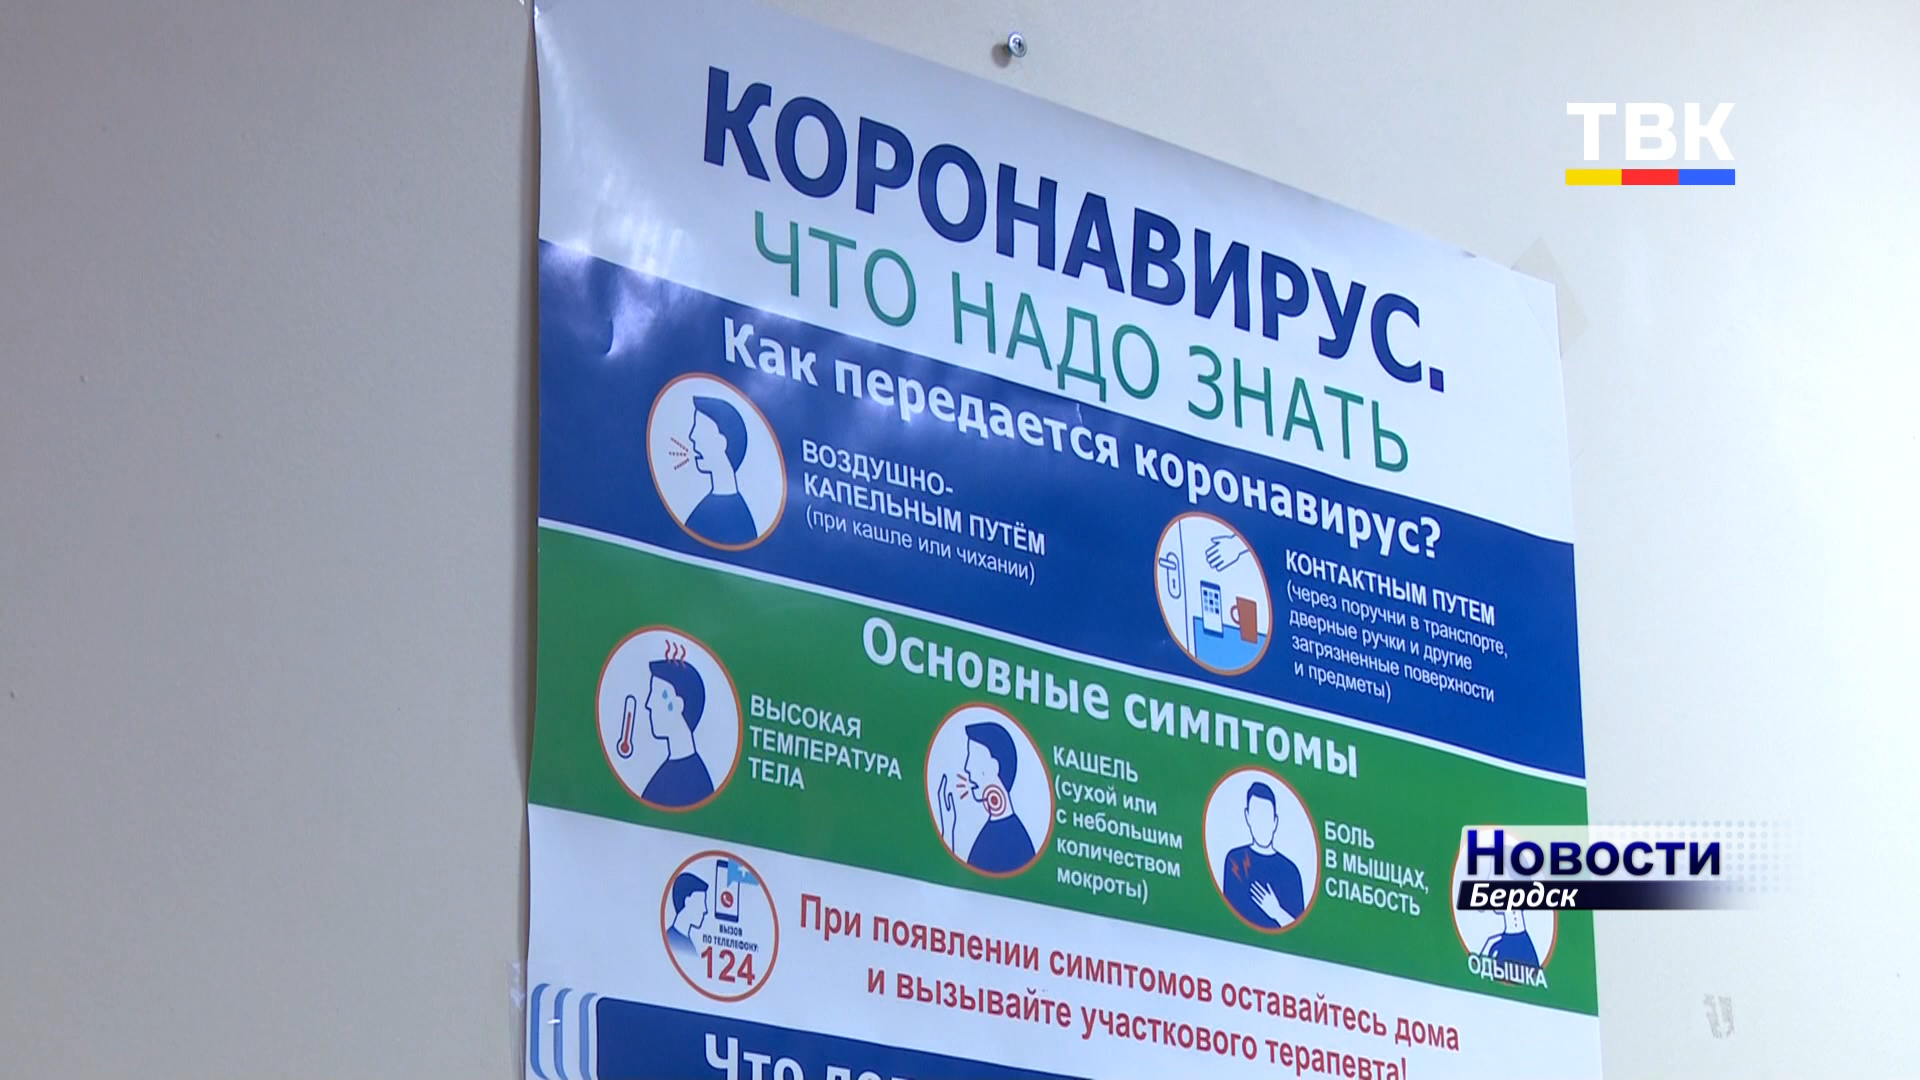 КОРОНАВИРУС.
ЧТО НАДО ЗНАТЬ
ТВК
Как передается коронавирус?
ВОЗДУШНО-
КАПЕЛЬНЫМ ПУТЁМ
(при кашле или чихании)
КОНТАКТНЫМ ПУТЕМ
(через поручни в транспорте,
дверные ручки и другие
загрязненные поверхности
и предметы)
Основные симптомы
ВЫСОКАЯ
ТЕМПЕРАТУРА
ТЕЛА
КАШЕЛЬ
(сухой или
с небольшим
количеством
мокроты)
БОЛЬ
В МЫШЦАХ,
СЛАБОСТЬ
ОДЫШКА
Новости
Бердск
ВЫЗОВ
ПО ТЕЛЕФОНУ:
124
При появлении симптомов оставайтесь дома
и вызывайте участкового терапевта!
Что